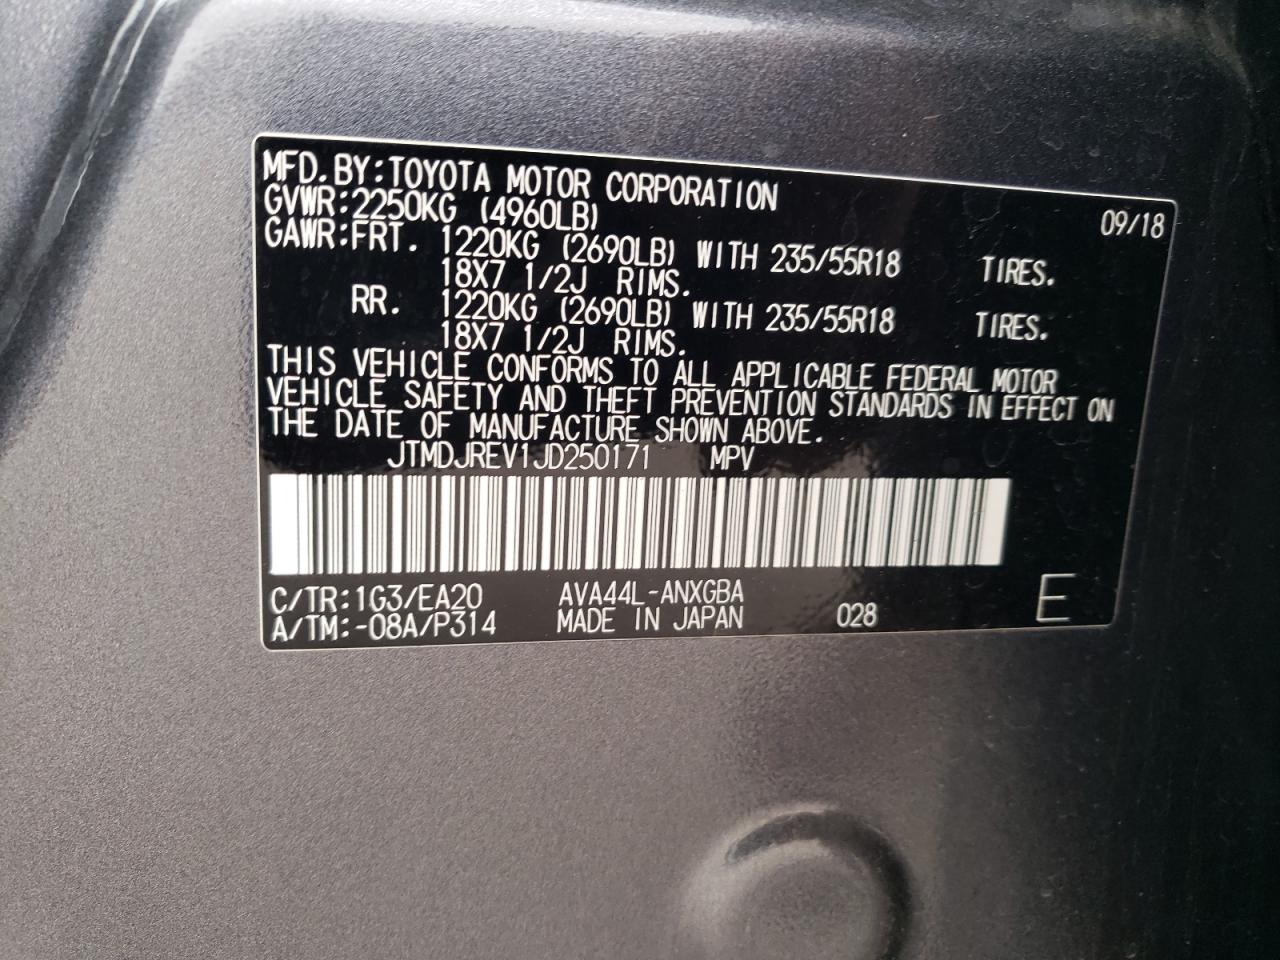 MFD.BY:TOYOTA MOTOR CORPORATION 09/18
GVWR:2250KG (4960LB)
GAWR:FRT. 1220KG (2690LB) WITH 235/55R18 TIRES.
18X7 1/2J RIMS.
RR. 1220KG (2690LB) WITH 235/55R18 TIRES.
18X7 1/2J RIMS.
THIS VEHICLE CONFORMS TO ALL APPLICABLE FEDERAL MOTOR
VEHICLE SAFETY AND THEFT PREVENTION STANDARDS IN EFFECT ON
THE DATE OF MANUFACTURE SHOWN ABOVE.
JTMDJREV1JD250171 MPV
C/TR:1G3/EA20 AVA44L-ANXGBA
A/TM:-08A/P314 MADE IN JAPAN 028 E